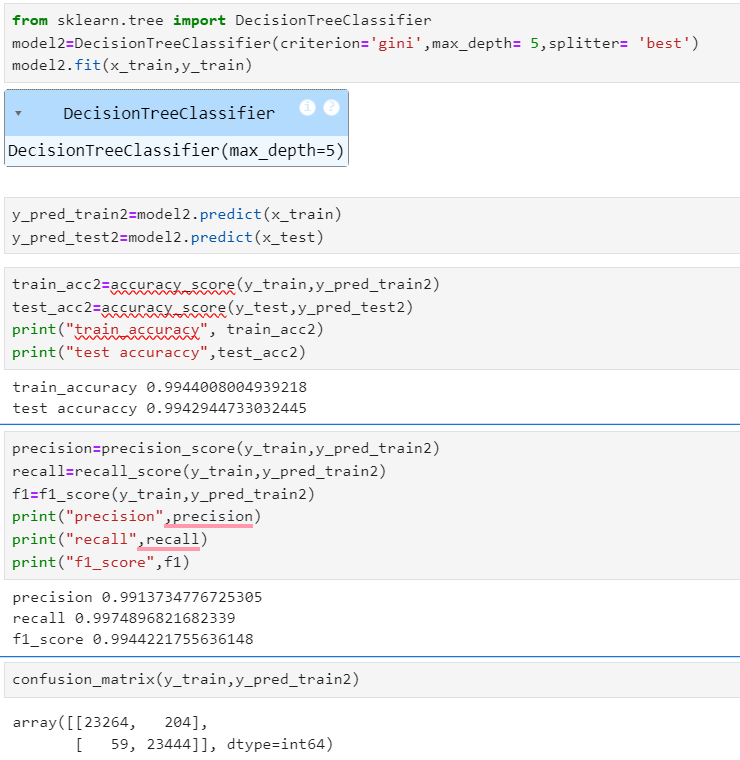 from sklearn.tree import DecisionTreeClassifier
model2=DecisionTreeClassifier(criterion='gini',max_depth= 5,splitter= 'best')
model2.fit(x_train,y_train)
▾ DecisionTreeClassifier i ?
DecisionTreeClassifier(max_depth=5)
y_pred_train2=model2.predict(x_train)
y_pred_test2=model2.predict(x_test)
train_acc2=accuracy_score(y_train,y_pred_train2)
test_acc2=accuracy_score(y_test,y_pred_test2)
print("train_accuracy", train_acc2)
print("test accuraccy",test_acc2)
train_accuracy 0.9944008004939218
test accuraccy 0.9942944733032445
precision=precision_score(y_train,y_pred_train2)
recall=recall_score(y_train,y_pred_train2)
f1=f1_score(y_train,y_pred_train2)
print("precision",precision)
print("recall",recall)
print("f1_score",f1)
precision 0.9913734776725305
recall 0.9974896821682339
f1_score 0.9944221755636148
confusion_matrix(y_train,y_pred_train2)
array([[23264,   204],
       [   59, 23444]], dtype=int64)